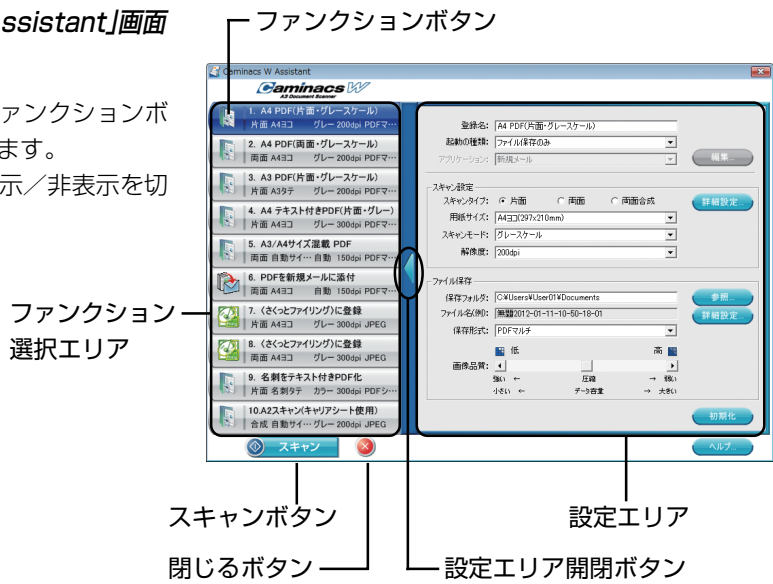 ssistant」画面
ファンクションボタン
ァンクションボ
ます。
示／非表示を切
ファンクション
選択エリア
Caminacs W Assistant
Caminacs W
A3 Document Scanner
1. A4 PDF(片面・グレースケール)
片面 A4ヨコ グレー 200dpi PDFマ…
2. A4 PDF(両面・グレースケール)
両面 A4ヨコ グレー 200dpi PDFマ…
3. A3 PDF(片面・グレースケール)
片面 A3タテ グレー 200dpi PDFマ…
4. A4 テキスト付きPDF(片面・グレー)
片面 A4ヨコ グレー 300dpi PDFマ…
5. A3/A4サイズ混載 PDF
両面 自動サイ… 自動 150dpi PDFマ…
6. PDFを新規メールに添付
両面 A4ヨコ 自動 150dpi PDFマ…
7. 〈さくっとファイリング〉に登録
片面 A4ヨコ グレー 300dpi JPEG
8. 〈さくっとファイリング〉に登録
両面 A4ヨコ グレー 300dpi JPEG
9. 名刺をテキスト付きPDF化
片面 名刺タテ カラー 300dpi PDFシ…
10.A2スキャン(キャリアシート使用)
合成 自動サイ… グレー 200dpi JPEG
スキャン
登録名: A4 PDF(片面・グレースケール)
起動の種類: ファイル保存のみ
アプリケーション: 新規メール
編集...
スキャン設定
スキャンタイプ: 片面 両面 両面合成
詳細設定...
用紙サイズ: A4ヨコ(297x210mm)
スキャンモード: グレースケール
解像度: 200dpi
ファイル保存
保存フォルダ: C:¥Users¥User01¥Documents
参照...
ファイル名(例): 無題2012-01-11-10-50-18-01
詳細設定...
保存形式: PDFマルチ
低 高
画像品質:
強い ← 圧縮 → 弱い
小さい ← データ容量 → 大きい
初期化
ヘルプ...
スキャンボタン
設定エリア
閉じるボタン
設定エリア開閉ボタン